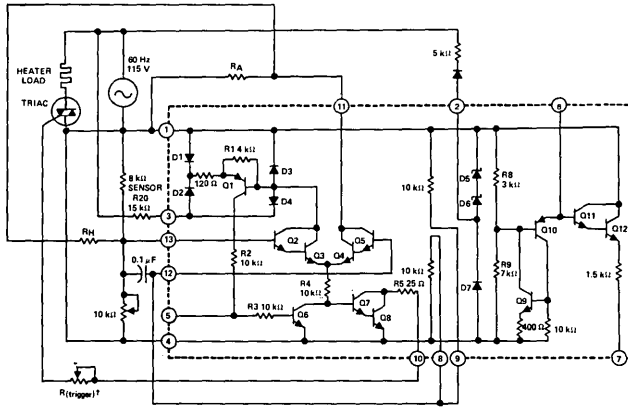 RA
5 kΩ
HEATER
LOAD
60 Hz
115 V
TRIAC
11
2
6
1
D1
R1 4 kΩ
D3
D5
R8
3 kΩ
Q11
8 kΩ
SENSOR
R20
15 kΩ
120 Ω
Q1
D2
D4
10 kΩ
D6
Q10
Q12
3
RH
13
Q2
Q5
Q3
Q4
0.1 μF
12
R2
10 kΩ
R4
10 kΩ
10 kΩ
R9
7 kΩ
1.5 kΩ
R5 25 Ω
D7
Q9
Q7
5
R3 10 kΩ
Q6
Q8
400 Ω
10 kΩ
10 kΩ
4
10
8
9
7
R(trigger)†